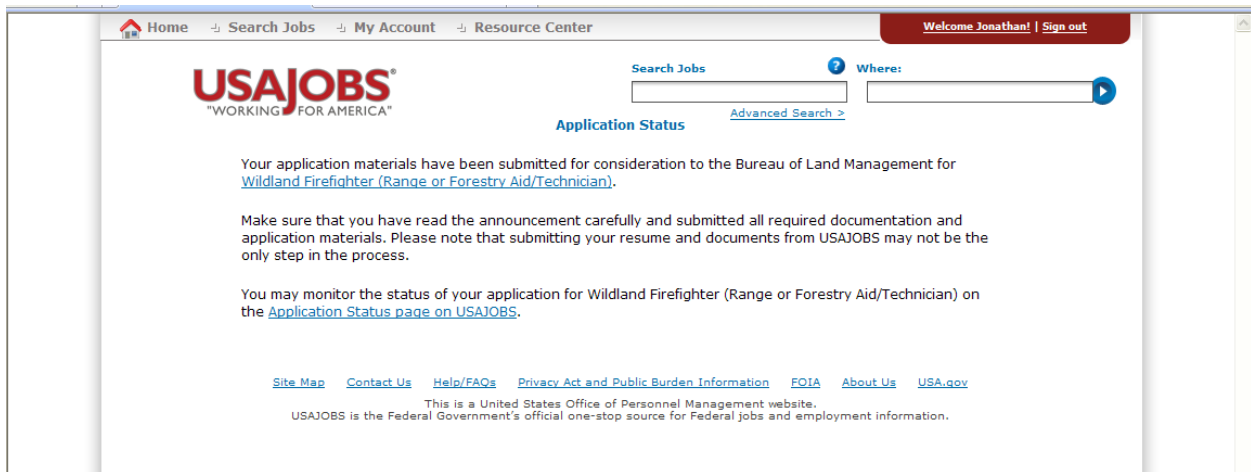 Home Search Jobs My Account Resource Center Welcome Jonathan! | Sign out
Search Jobs ? Where:
USAJOBS®
"WORKING FOR AMERICA"
Advanced Search >
Application Status
Your application materials have been submitted for consideration to the Bureau of Land Management for
Wildland Firefighter (Range or Forestry Aid/Technician).
Make sure that you have read the announcement carefully and submitted all required documentation and
application materials. Please note that submitting your resume and documents from USAJOBS may not be the
only step in the process.
You may monitor the status of your application for Wildland Firefighter (Range or Forestry Aid/Technician) on
the Application Status page on USAJOBS.
Site Map Contact Us Help/FAQs Privacy Act and Public Burden Information FOIA About Us USA.gov
This is a United States Office of Personnel Management website.
USAJOBS is the Federal Government's official one-stop source for Federal jobs and employment information.